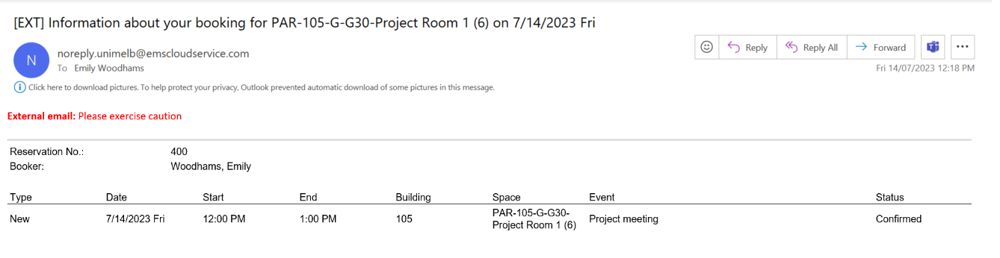 [EXT] Information about your booking for PAR-105-G-G30-Project Room 1 (6) on 7/14/2023 Fri
N
noreply.unimelb@emscloudservice.com
To Emily Woodhams
Reply
Reply All
Forward
Fri 14/07/2023 12:18 PM
Click here to download pictures. To help protect your privacy, Outlook prevented automatic download of some pictures in this message.
External email: Please exercise caution
Reservation No.: 400
Booker: Woodhams, Emily
Type Date Start End Building Space Event Status
New 7/14/2023 Fri 12:00 PM 1:00 PM 105 PAR-105-G-G30- Project meeting Confirmed
Project Room 1 (6)